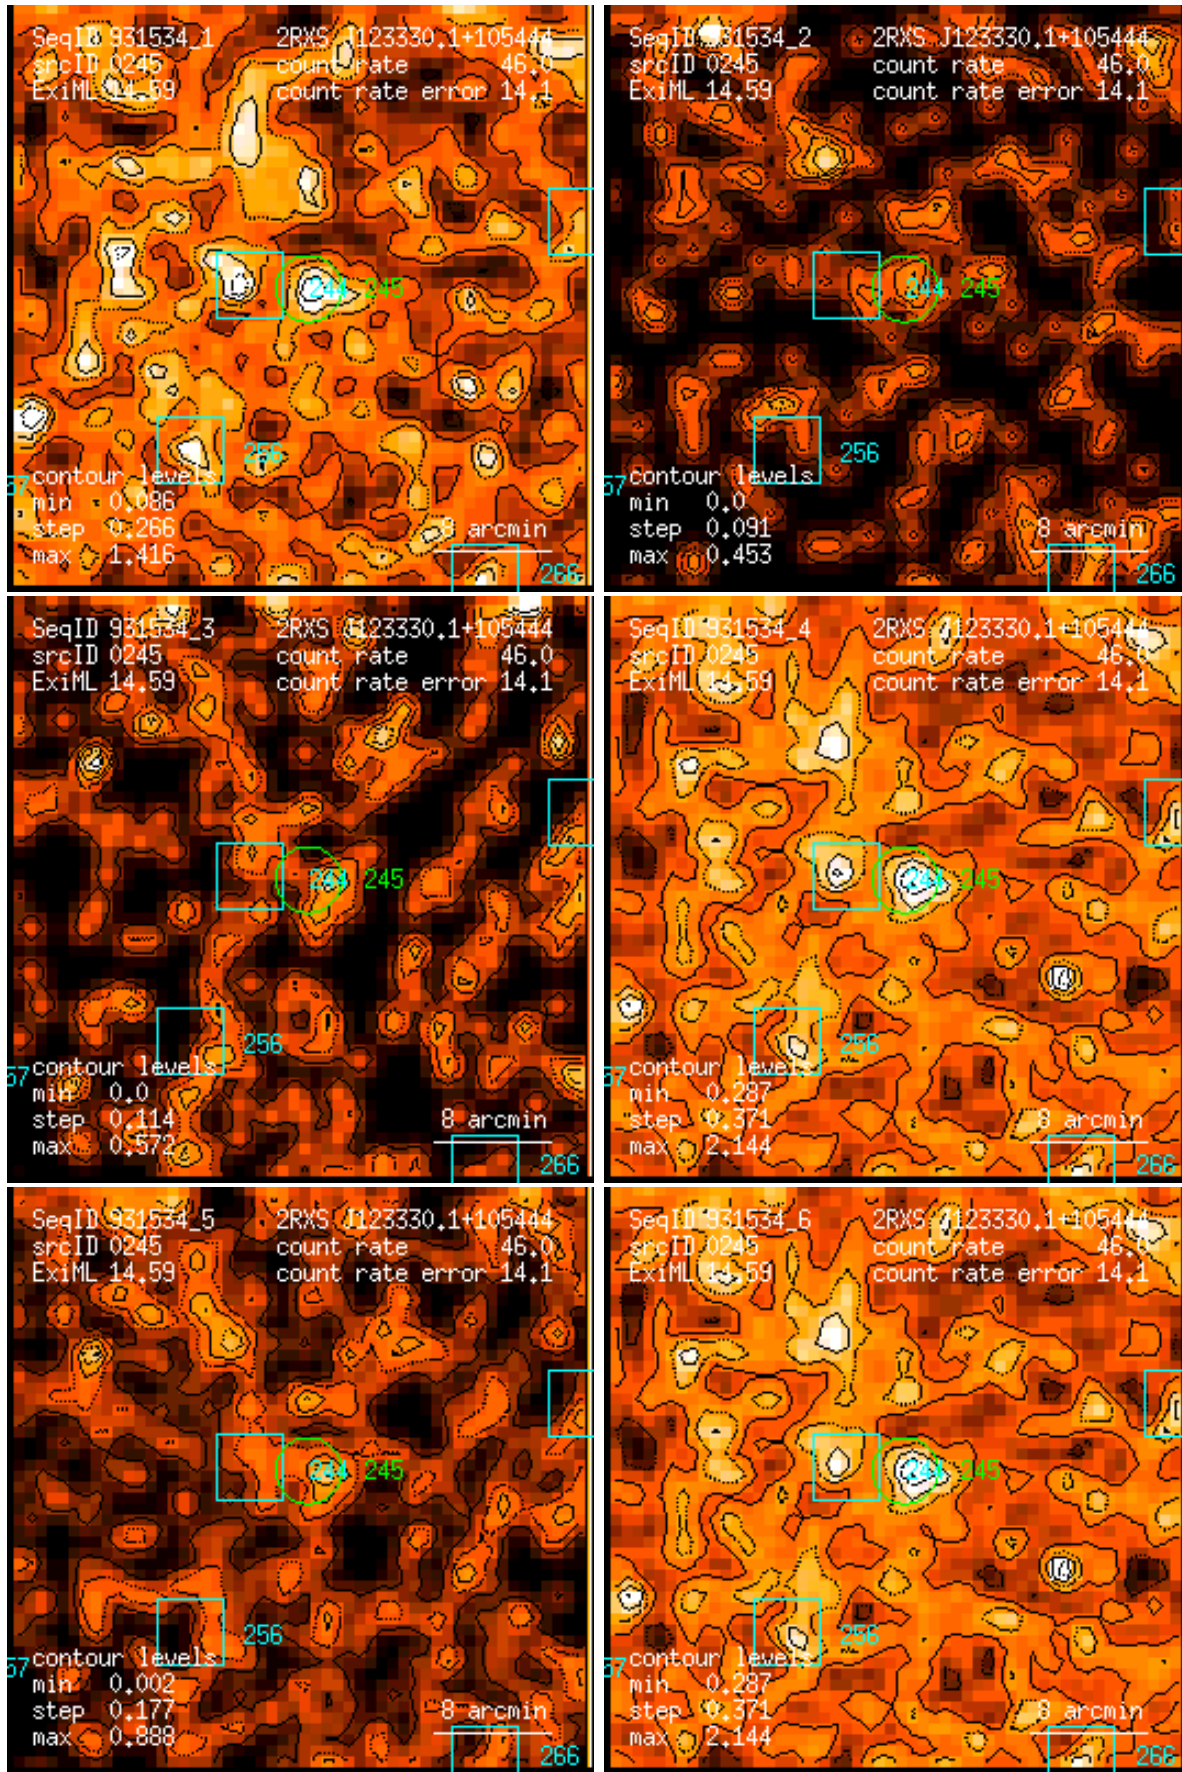 SeqID 931534_1 2RXS J123330.1+105444
srcID 0245 count rate 46.0
ExiML 14.59 count rate error 14.1
244 245
256
57 contour levels
min 0.086
step 0.266 8 arcmin
max 1.416
266
SeqID 931534_2 2RXS J123330.1+105444
srcID 0245 count rate 46.0
ExiML 14.59 count rate error 14.1
244 245
256
57 contour levels
min 0.0
step 0.091 8 arcmin
max 0.453
266
SeqID 931534_3 2RXS J123330.1+105444
srcID 0245 count rate 46.0
ExiML 14.59 count rate error 14.1
244 245
256
57 contour levels
min 0.0
step 0.114 8 arcmin
max 0.572
266
SeqID 931534_4 2RXS J123330.1+105444
srcID 0245 count rate 46.0
ExiML 14.59 count rate error 14.1
244 245
256
57 contour levels
min 0.287
step 0.371 8 arcmin
max 2.144
266
SeqID 931534_5 2RXS J123330.1+105444
srcID 0245 count rate 46.0
ExiML 14.59 count rate error 14.1
244 245
256
57 contour levels
min 0.002
step 0.177 8 arcmin
max 0.888
266
SeqID 931534_6 2RXS J123330.1+105444
srcID 0245 count rate 46.0
ExiML 14.59 count rate error 14.1
244 245
256
57 contour levels
min 0.287
step 0.371 8 arcmin
max 2.144
266